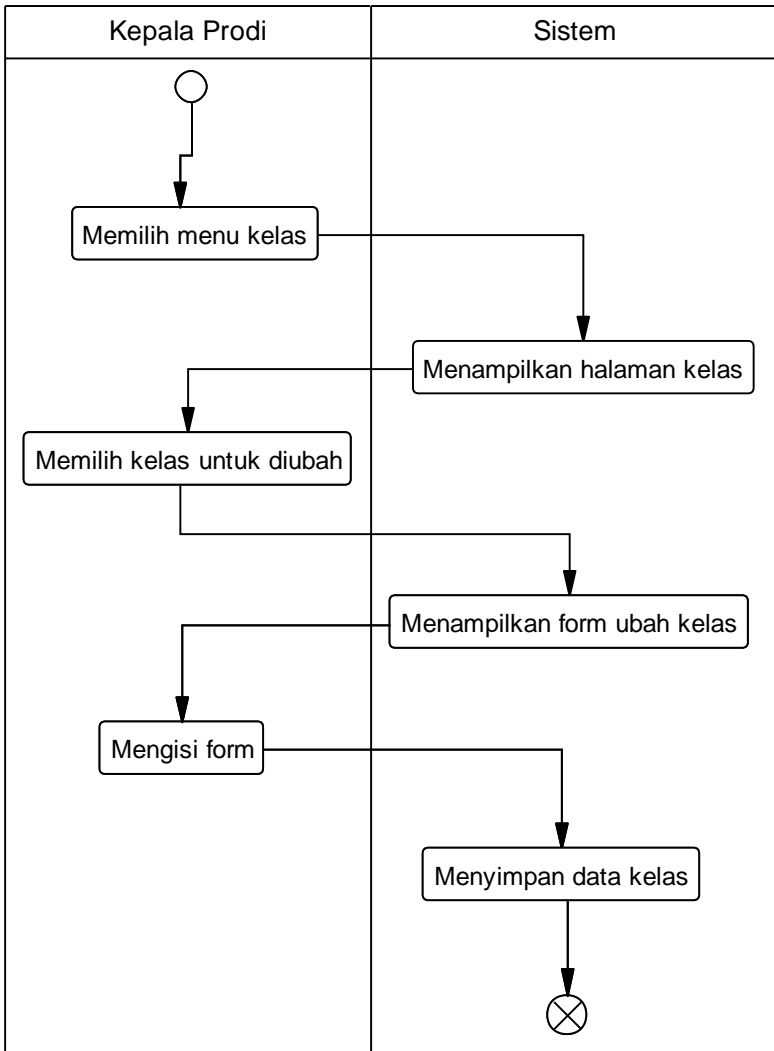 Kepala Prodi
Sistem
Memilih menu kelas
Menampilkan halaman kelas
Memilih kelas untuk diubah
Menampilkan form ubah kelas
Mengisi form
Menyimpan data kelas